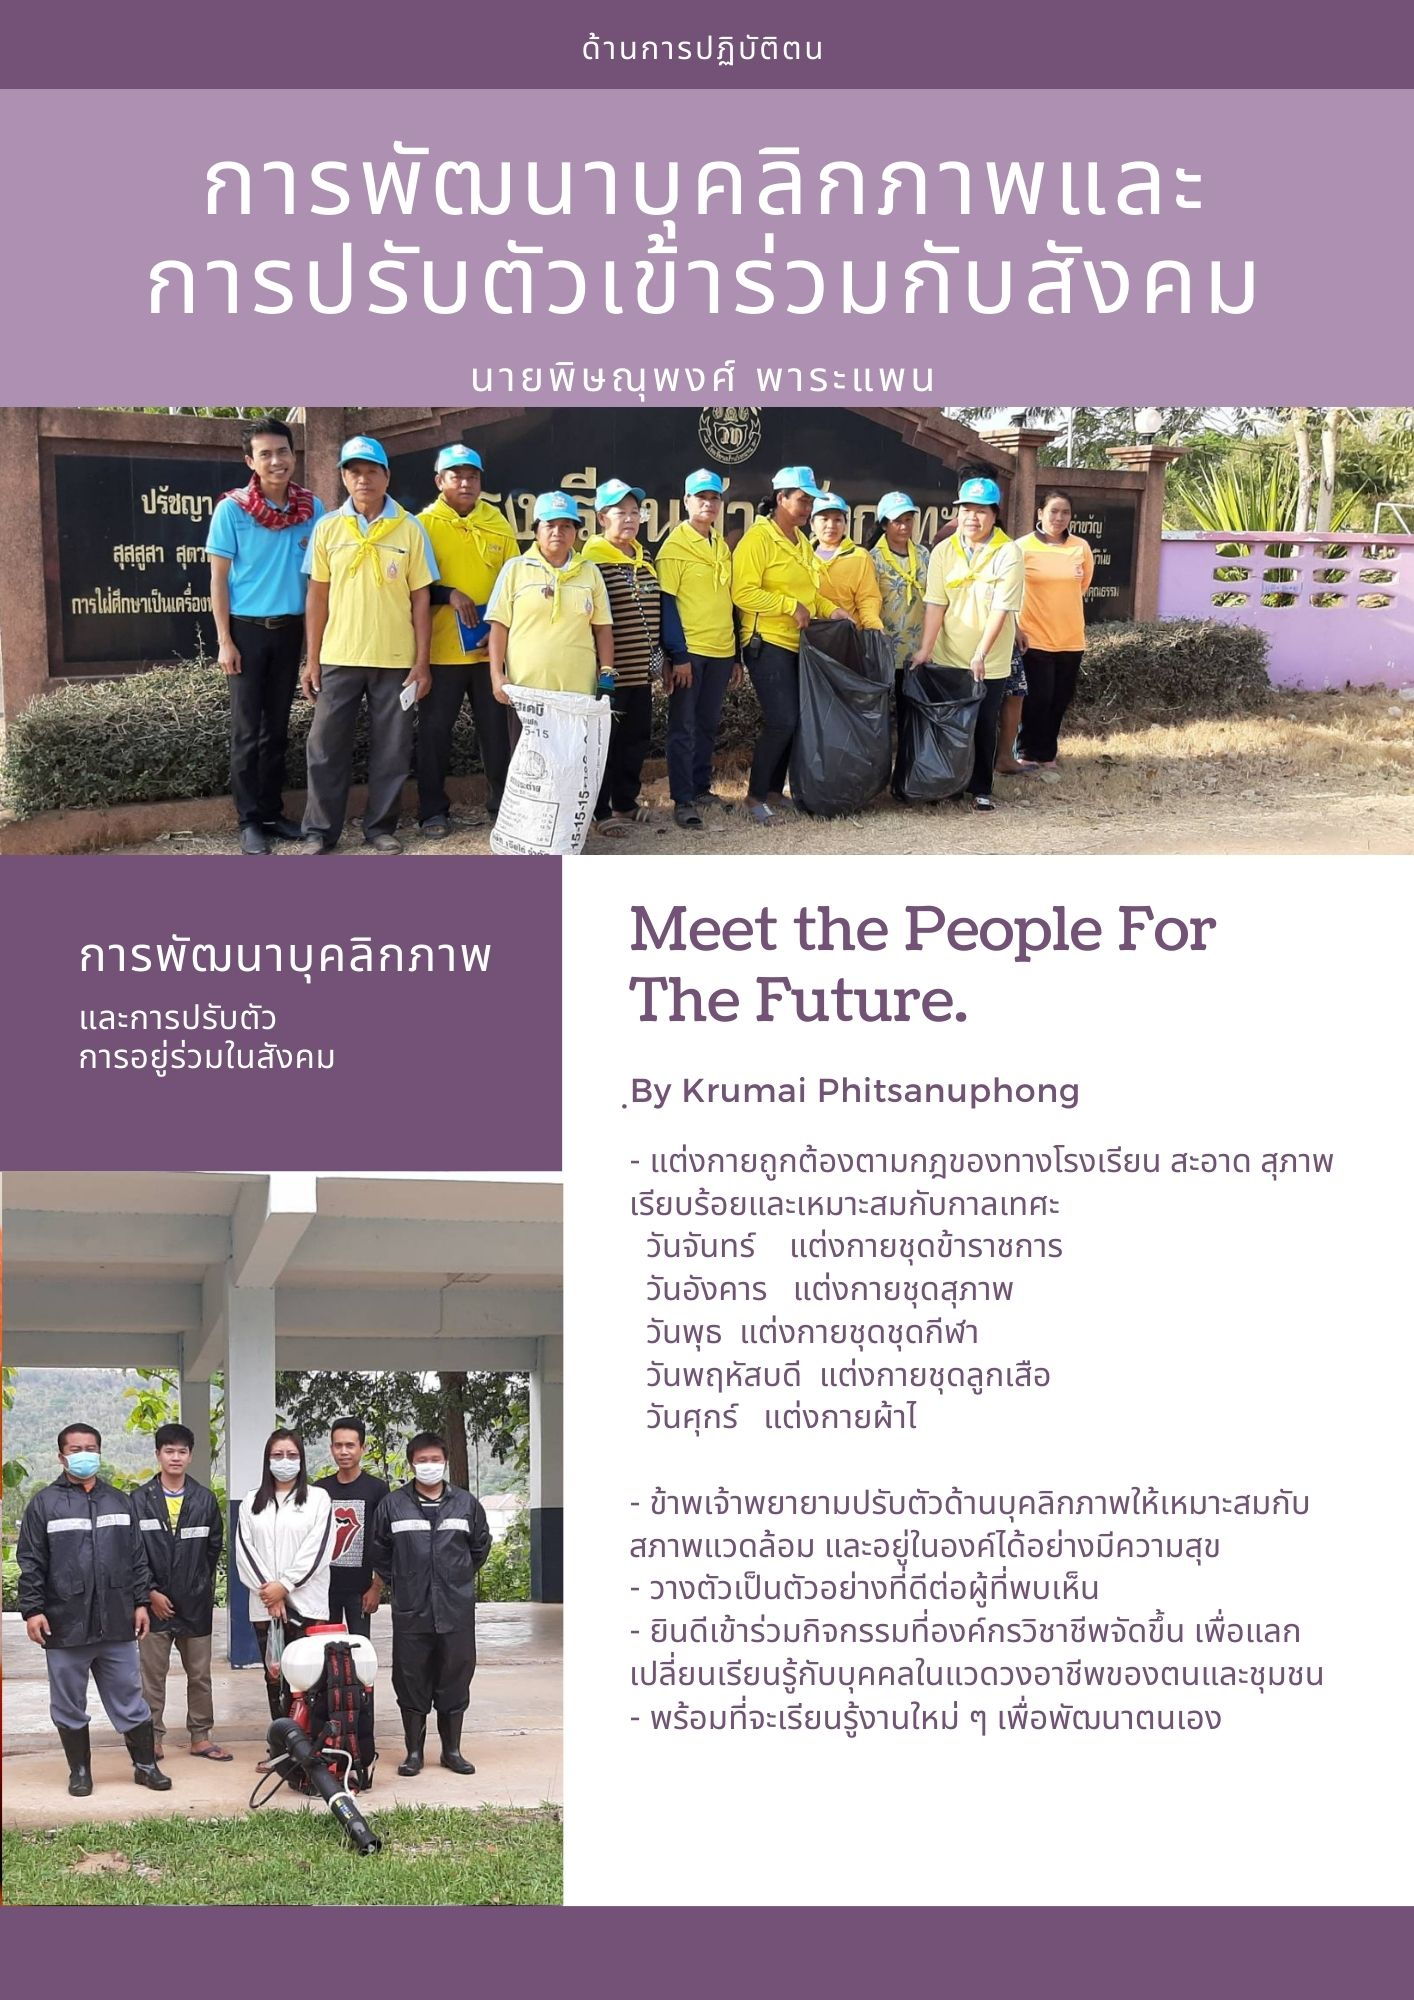 ด้านการปฏิบัติตน
การพัฒนาบุคลิกภาพและ
การปรับตัวเข้าร่วมกับสังคม
นายพิษณุพงศ์ พาระแพน
ปรัชญา
สุสฺสูสา
การใฝ่ศึกษาเป็นเครื่อง
คำขวัญ
15-15-15
การพัฒนาบุคลิกภาพ
และการปรับตัว
การอยู่ร่วมในสังคม
Meet the People For
The Future.
By Krumai Phitsanuphong
- แต่งกายถูกต้องตามกฎของทางโรงเรียน สะอาด สุภาพ
เรียบร้อยและเหมาะสมกับกาลเทศะ
วันจันทร์ แต่งกายชุดข้าราชการ
วันอังคาร แต่งกายชุดสุภาพ
วันพุธ แต่งกายชุดชุดกีฬา
วันพฤหัสบดี แต่งกายชุดลูกเสือ
วันศุกร์ แต่งกายผ้าไ
- ข้าพเจ้าพยายามปรับตัวด้านบุคลิกภาพให้เหมาะสมกับ
สภาพแวดล้อม และอยู่ในองค์ได้อย่างมีความสุข
- วางตัวเป็นตัวอย่างที่ดีต่อผู้ที่พบเห็น
- ยินดีเข้าร่วมกิจกรรมที่องค์กรวิชาชีพจัดขึ้น เพื่อแลก
เปลี่ยนเรียนรู้กับบุคคลในแวดวงอาชีพของตนและชุมชน
- พร้อมที่จะเรียนรู้งานใหม่ ๆ เพื่อพัฒนาตนเอง